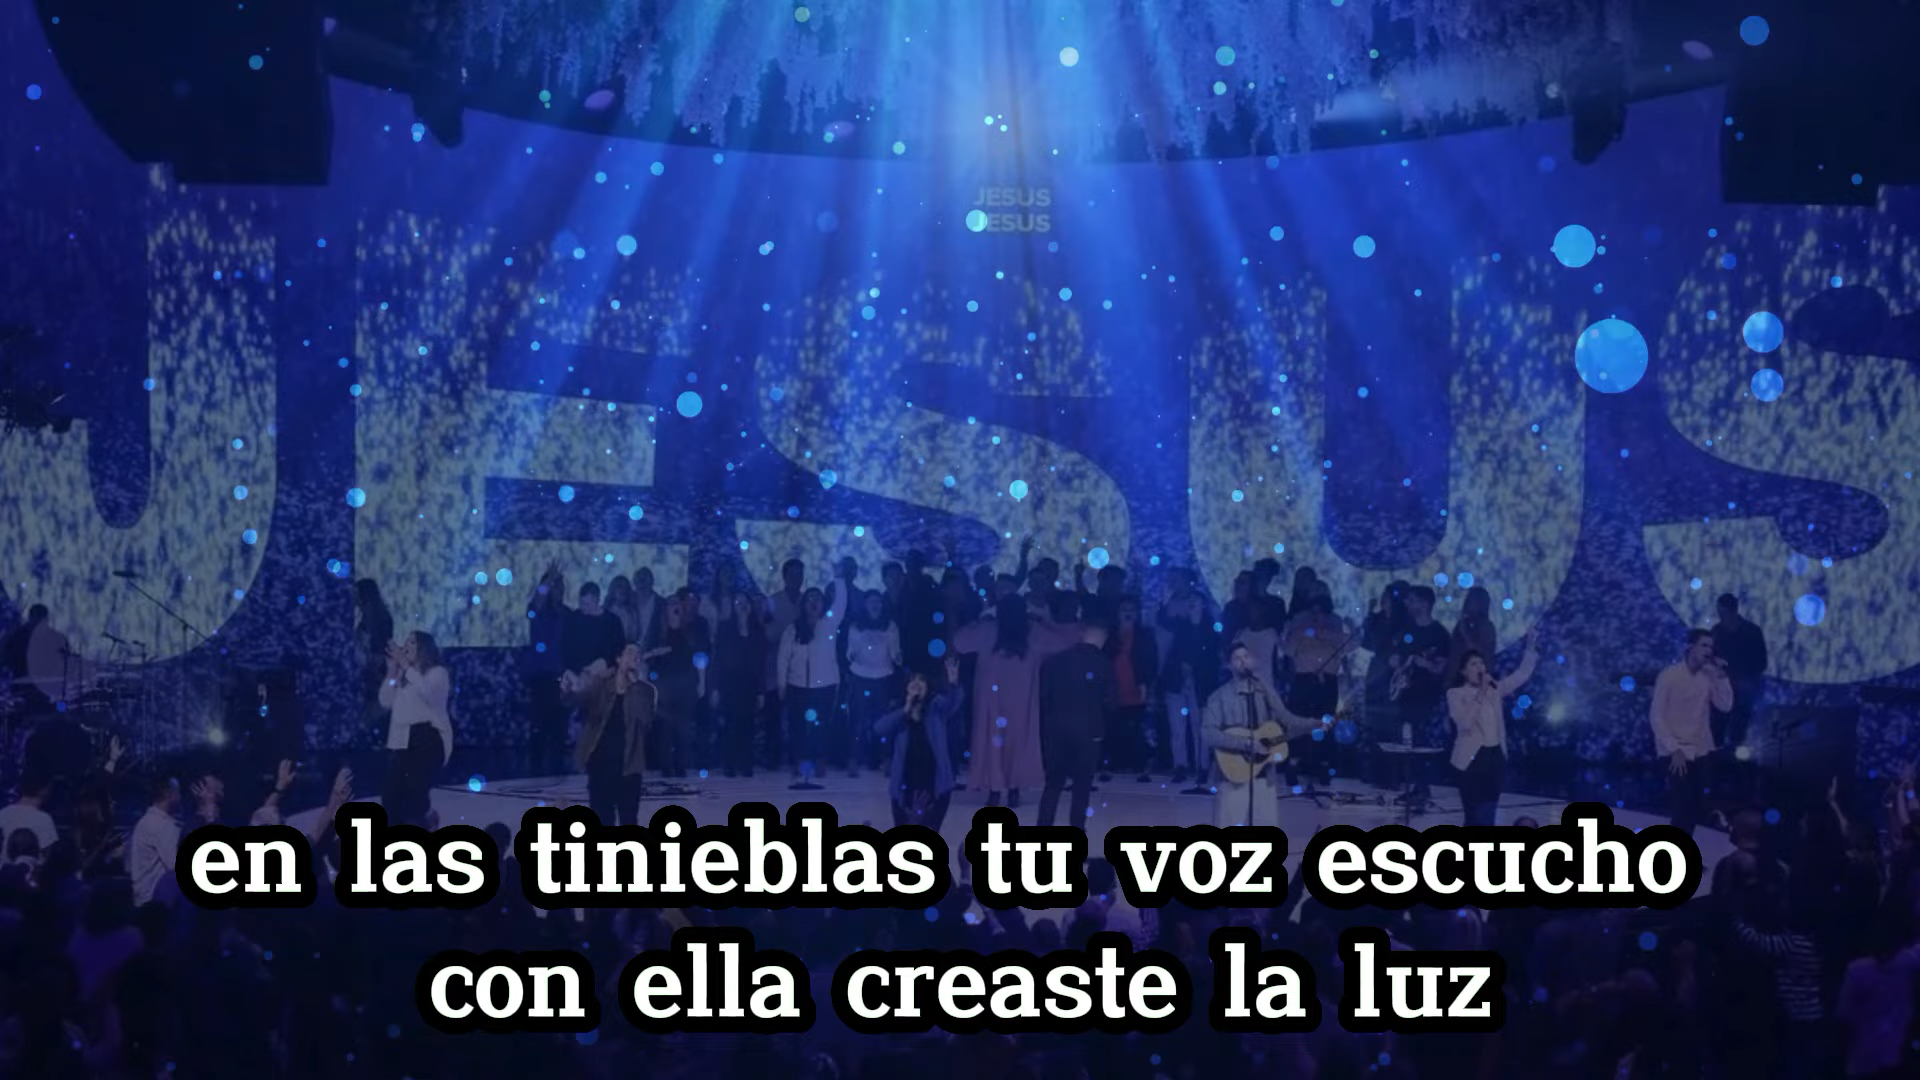 JESUS
JESUS
JESUS
en las tinieblas tu voz escucho
con ella creaste la luz